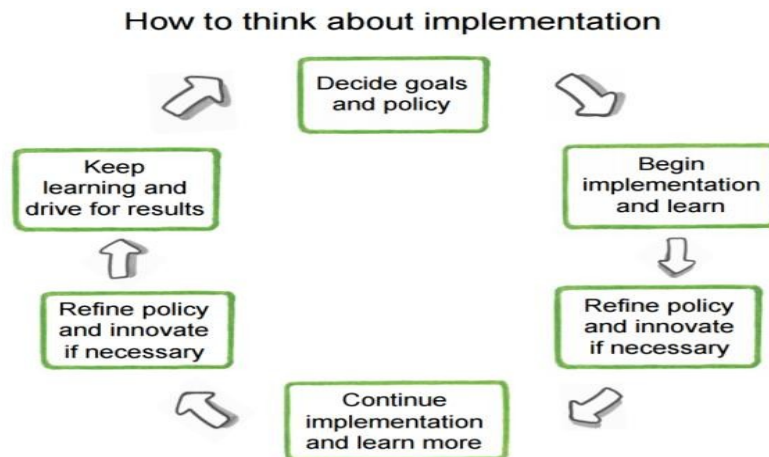 How to think about implementation
Decide goals
and policy
Begin
implementation
and learn
Refine policy
and innovate
if necessary
Continue
implementation
and learn more
Refine policy
and innovate
if necessary
Keep
learning and
drive for results